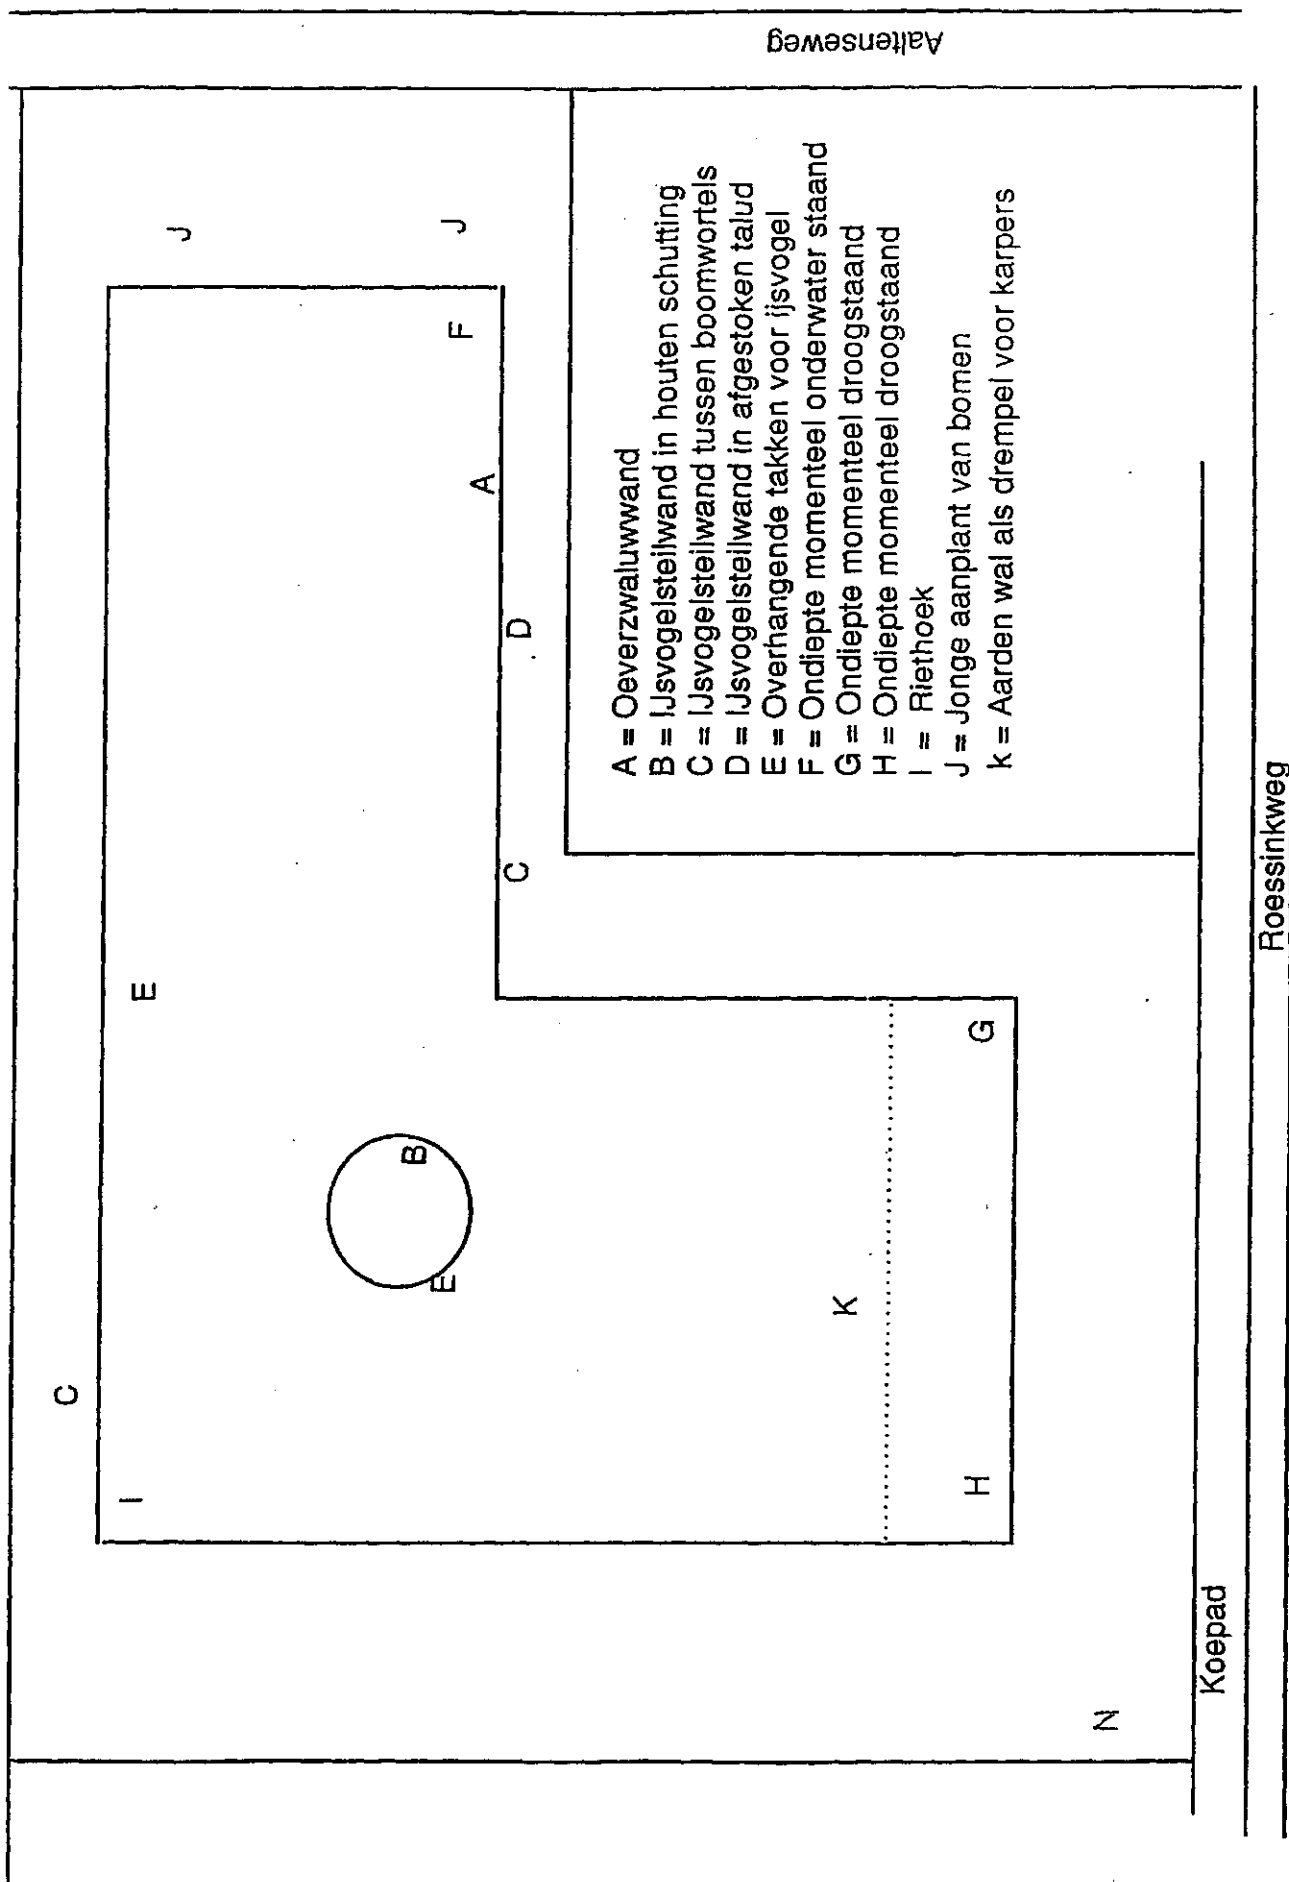 Aaltenseweg
J
J
F
A
D
C
E
B
E
K
G
H
C
I
N
A = Oeverzwaluwwand
B = IJsvogelsteilwand in houten schutting
C = IJsvogelsteilwand tussen boomwortels
D = IJsvogelsteilwand in afgestoken talud
E = Overhangende takken voor ijsvogel
F = Ondiepte momenteel onderwater staand
G = Ondiepte momenteel droogstaand
H = Ondiepte momenteel droogstaand
I = Riethoek
J = Jonge aanplant van bomen
k = Aarden wal als drempel voor karpers
Koepad
Roessinkweg